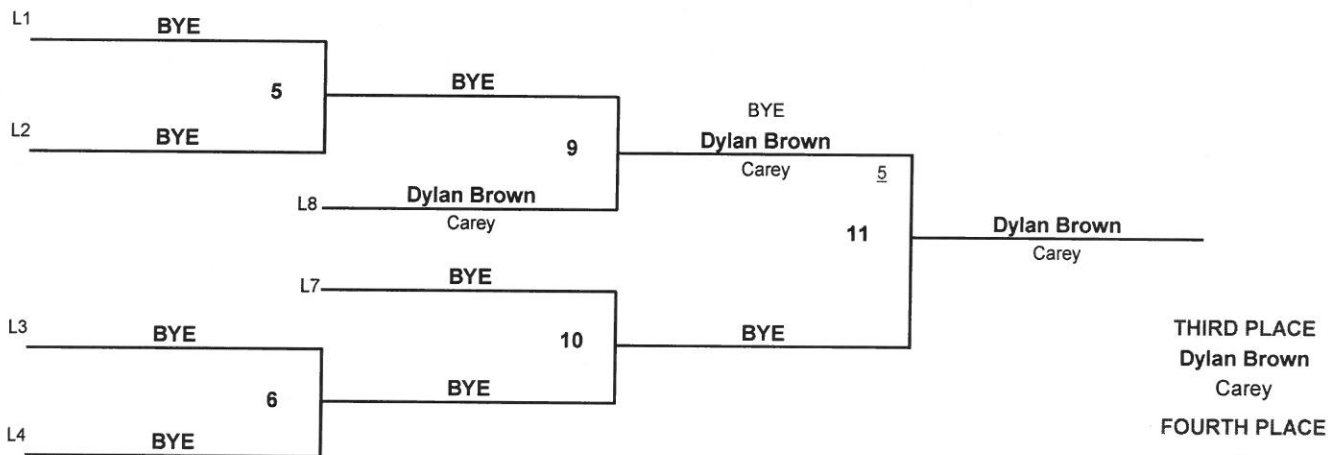 L1
BYE
5
BYE
L2
BYE
BYE
9
Dylan Brown
Carey
5
L8
Dylan Brown
Carey
11
Dylan Brown
Carey
L7
BYE
L3
BYE
10
BYE
6
BYE
L4
BYE
THIRD PLACE
Dylan Brown
Carey
FOURTH PLACE